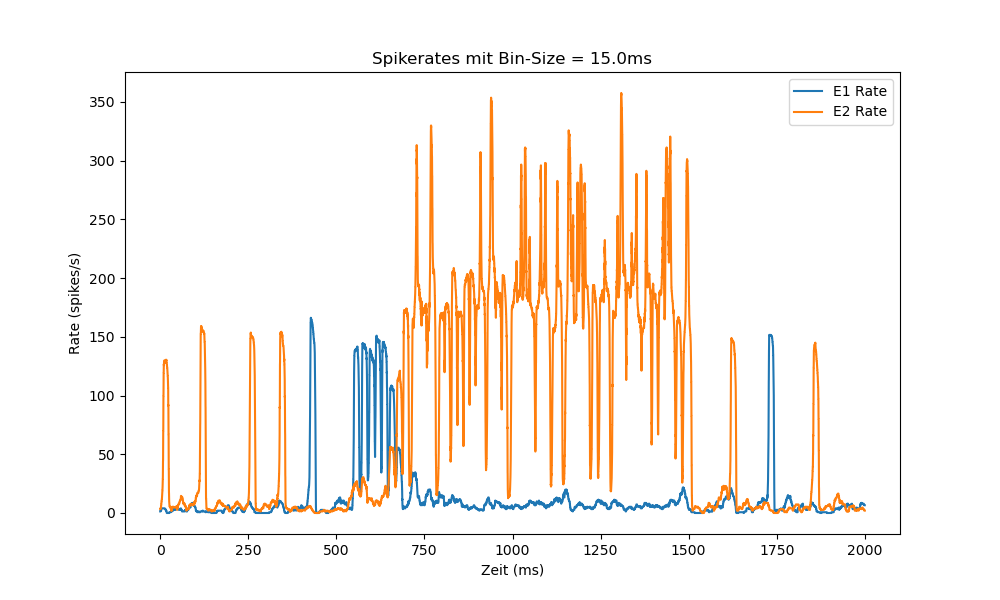 Spikerates mit Bin-Size = 15.0ms
E1 Rate
E2 Rate
Rate (spikes/s)
350
300
250
200
150
100
50
0
0 250 500 750 1000 1250 1500 1750 2000
Zeit (ms)